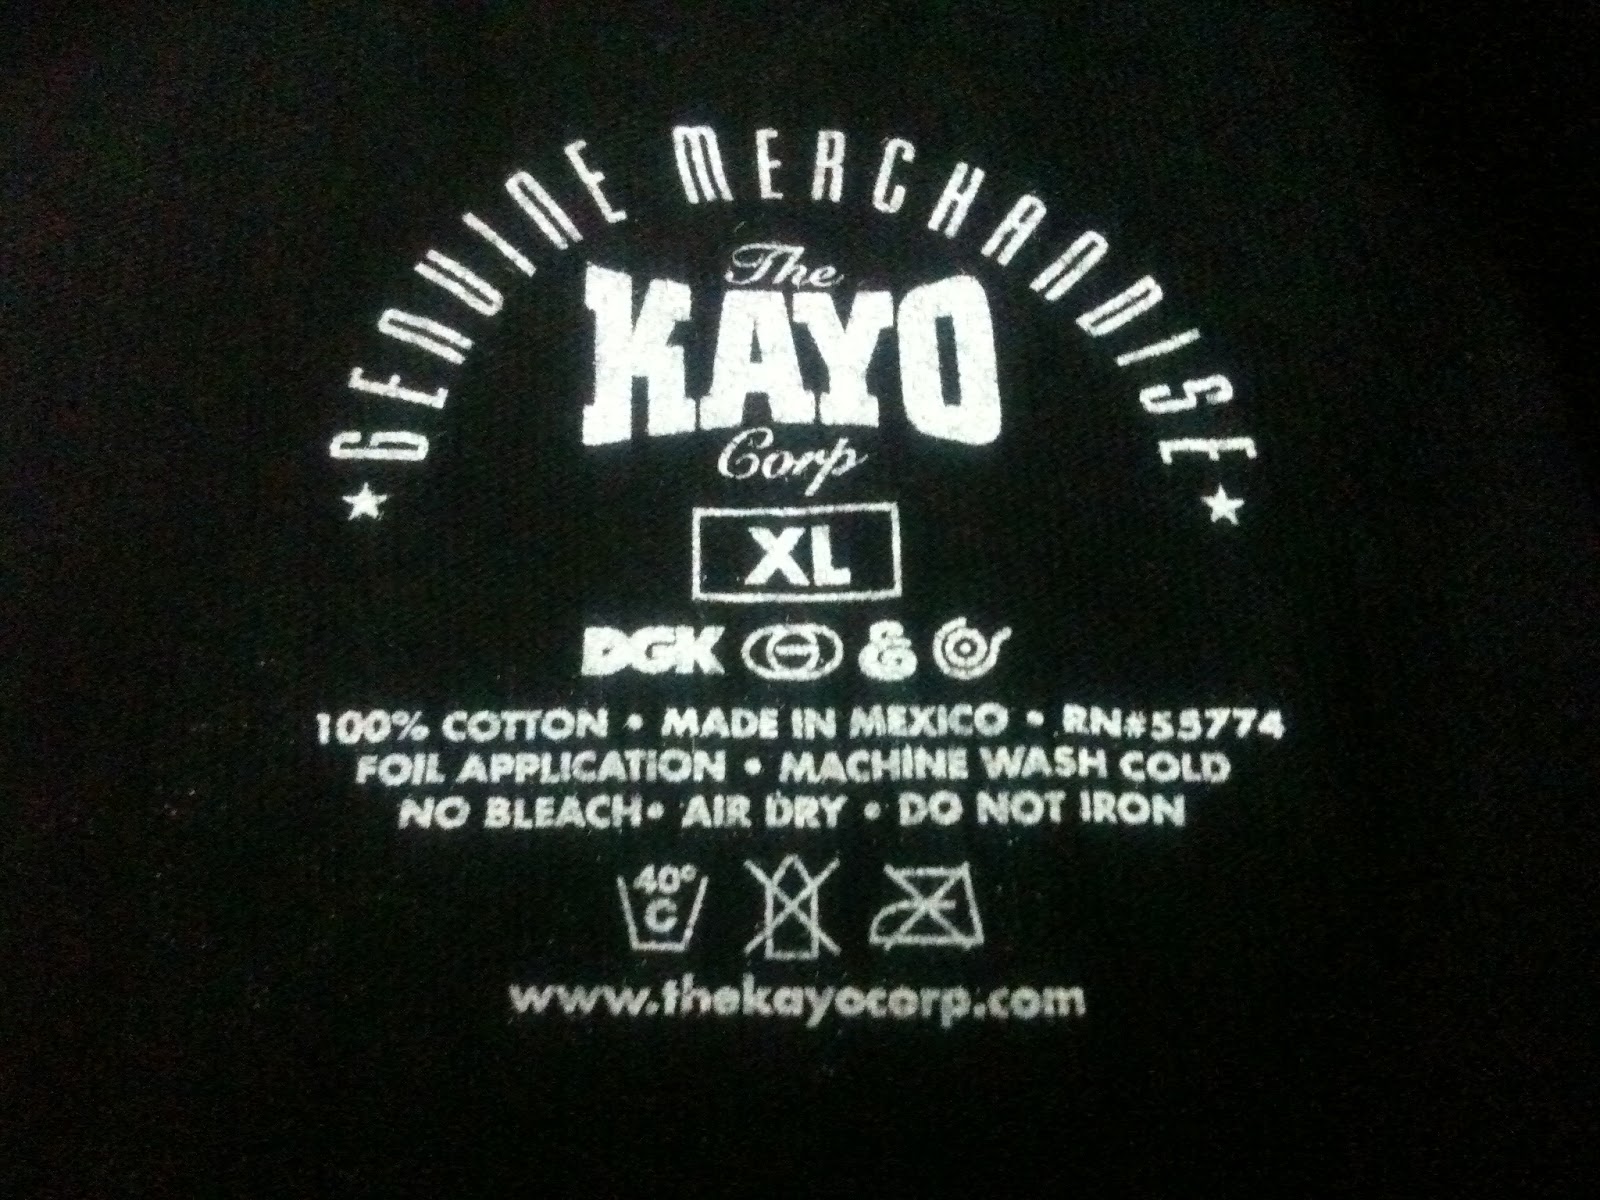 GENUINE MERCHANDISE
The
KAYO
Corp
XL
DGK &
100% COTTON • MADE IN MEXICO • RN#55774
FOIL APPLICATION • MACHINE WASH COLD
NO BLEACH • AIR DRY • DO NOT IRON
40°
C
www.thekayocorp.com